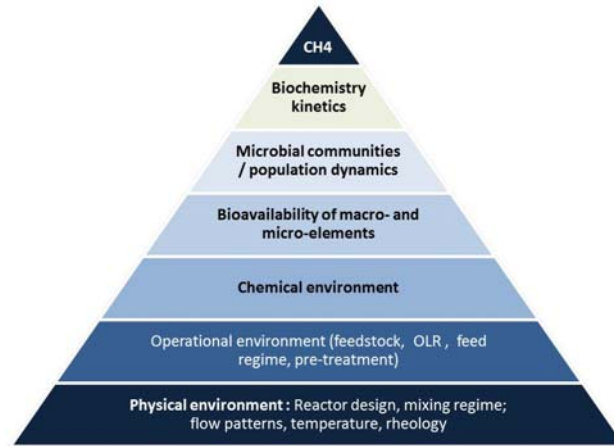 CH4
Biochemistry
kinetics
Microbial communities
/ population dynamics
Bioavailability of macro- and
micro-elements
Chemical environment
Operational environment (feedstock, OLR , feed
regime, pre-treatment)
Physical environment : Reactor design, mixing regime;
flow patterns, temperature, rheology